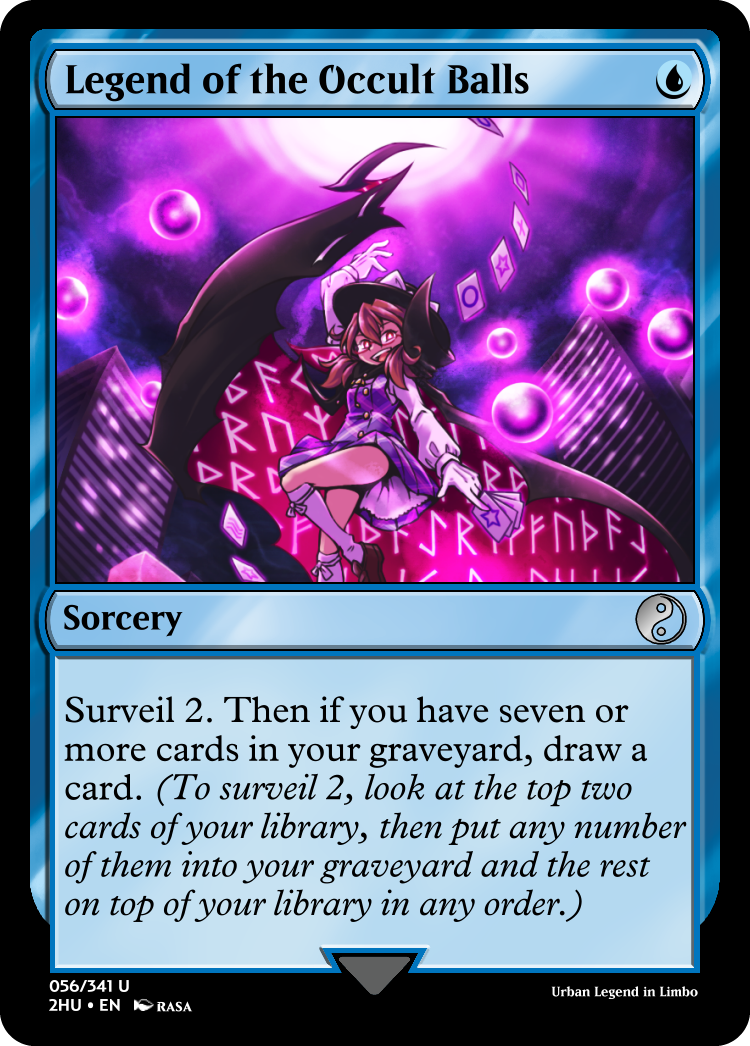 Legend of the Occult Balls
Sorcery
Surveil 2. Then if you have seven or
more cards in your graveyard, draw a
card. (To surveil 2, look at the top two
cards of your library, then put any number
of them into your graveyard and the rest
on top of your library in any order.)
056/341 U
2HU • EN RASA
Urban Legend in Limbo